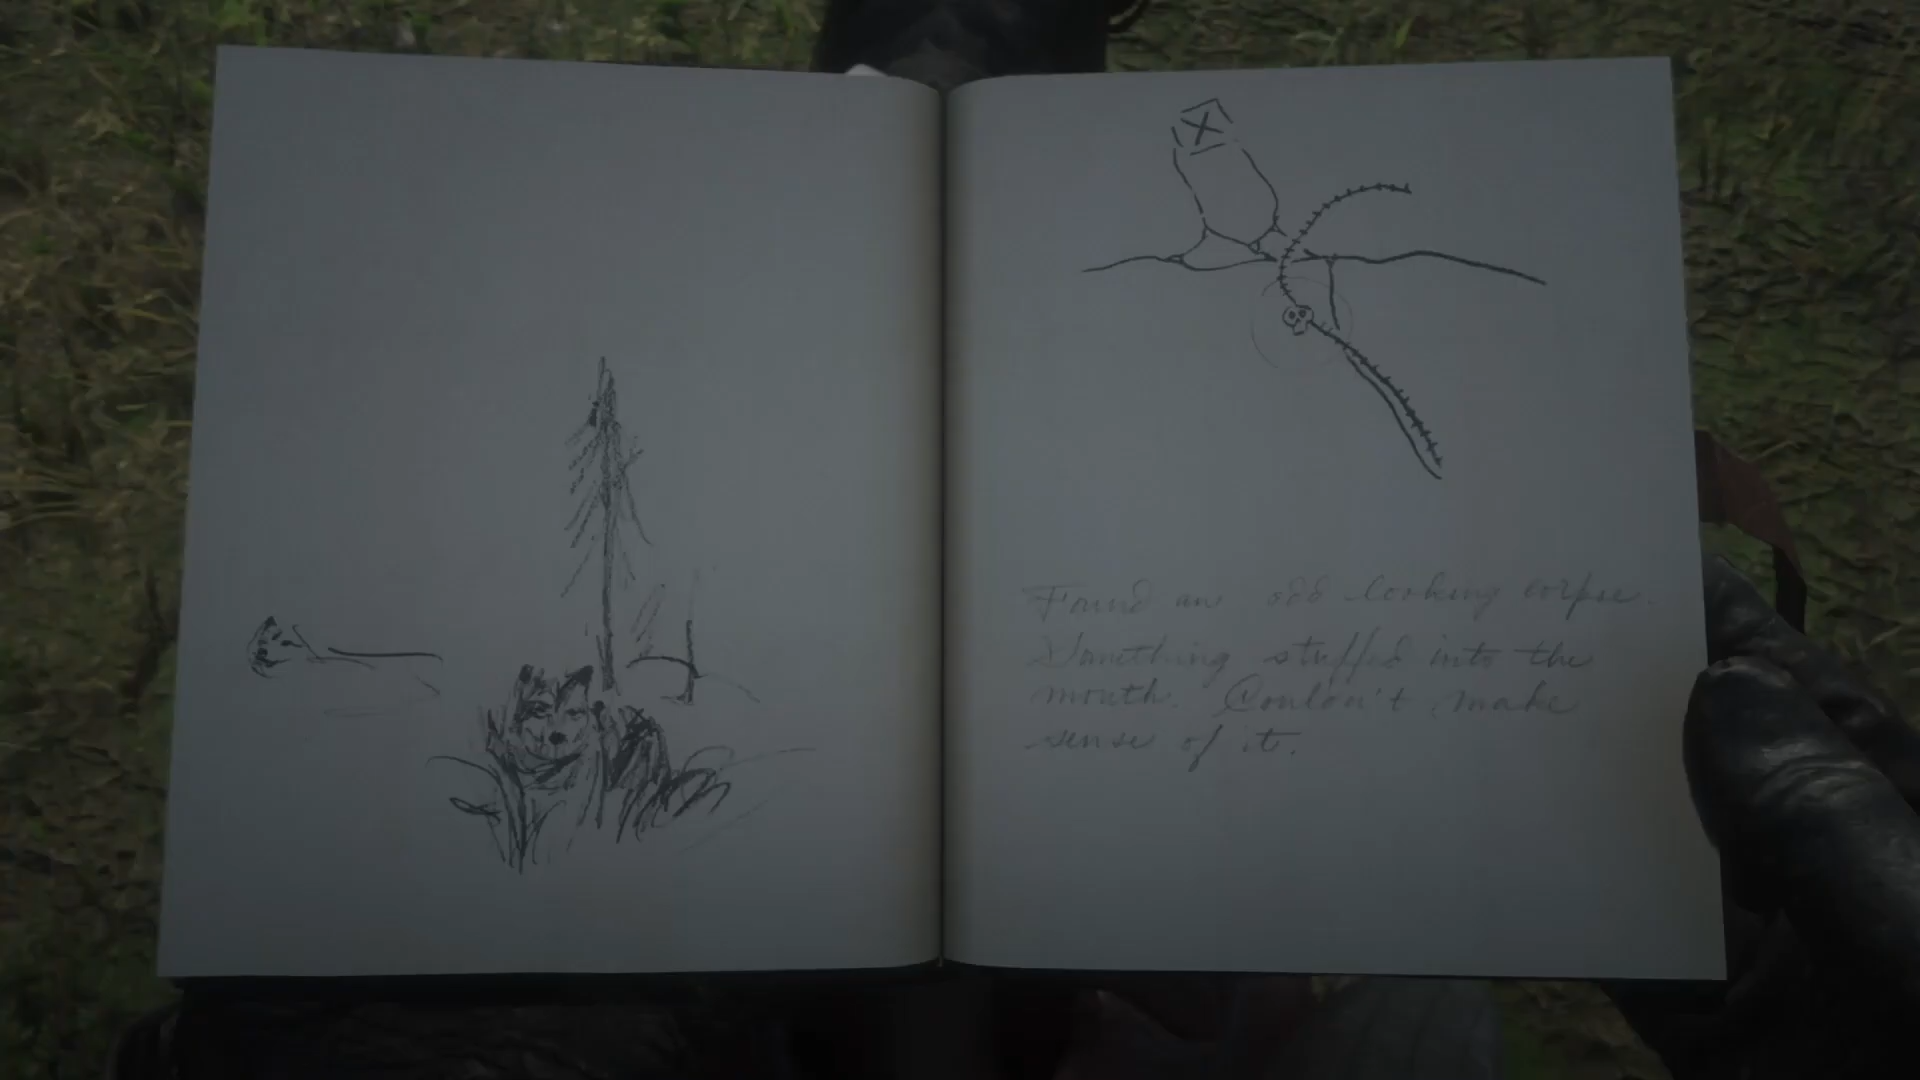 Found an odd looking corpse.
Something stuffed into the
mouth. Couldn't make
sense of it.